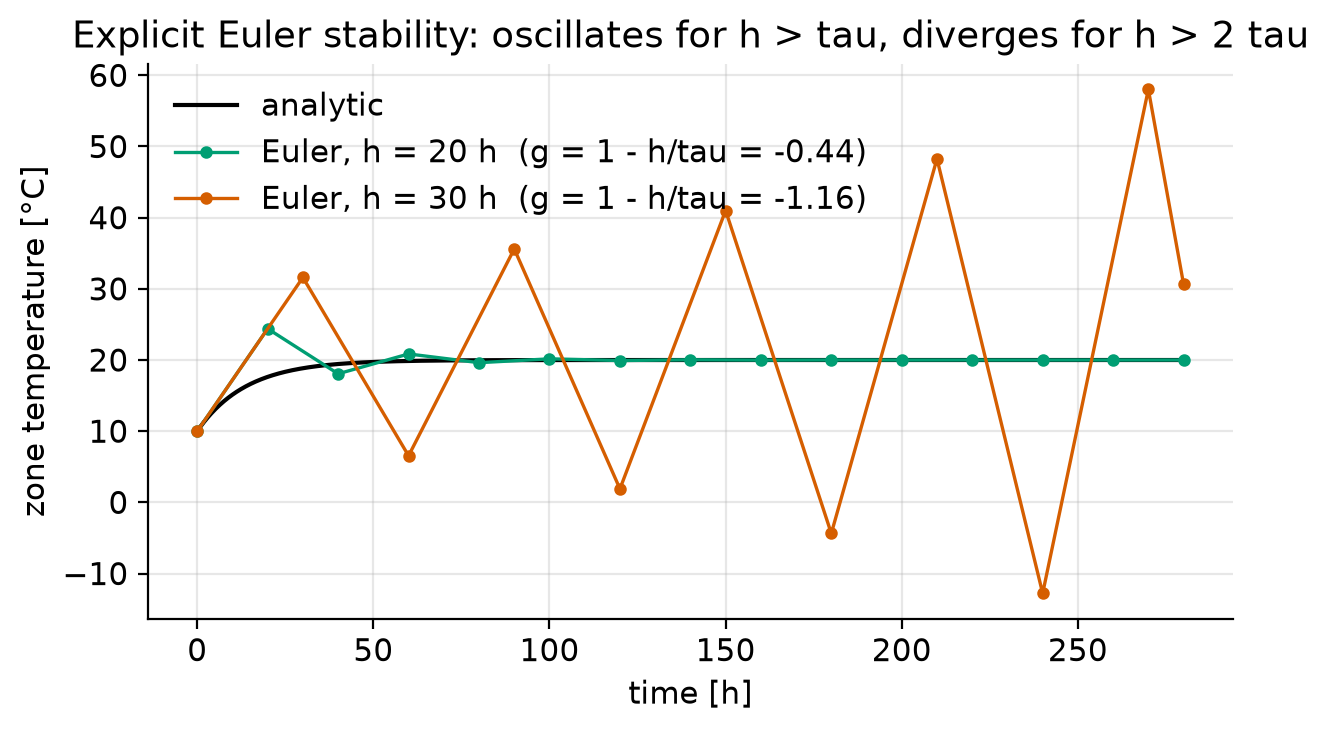 Explicit Euler stability: oscillates for h > tau, diverges for h > 2 tau
analytic
Euler, h = 20 h  (g = 1 - h/tau = -0.44)
Euler, h = 30 h  (g = 1 - h/tau = -1.16)
zone temperature [°C]
60
50
40
30
20
10
0
−10
0 50 100 150 200 250
time [h]